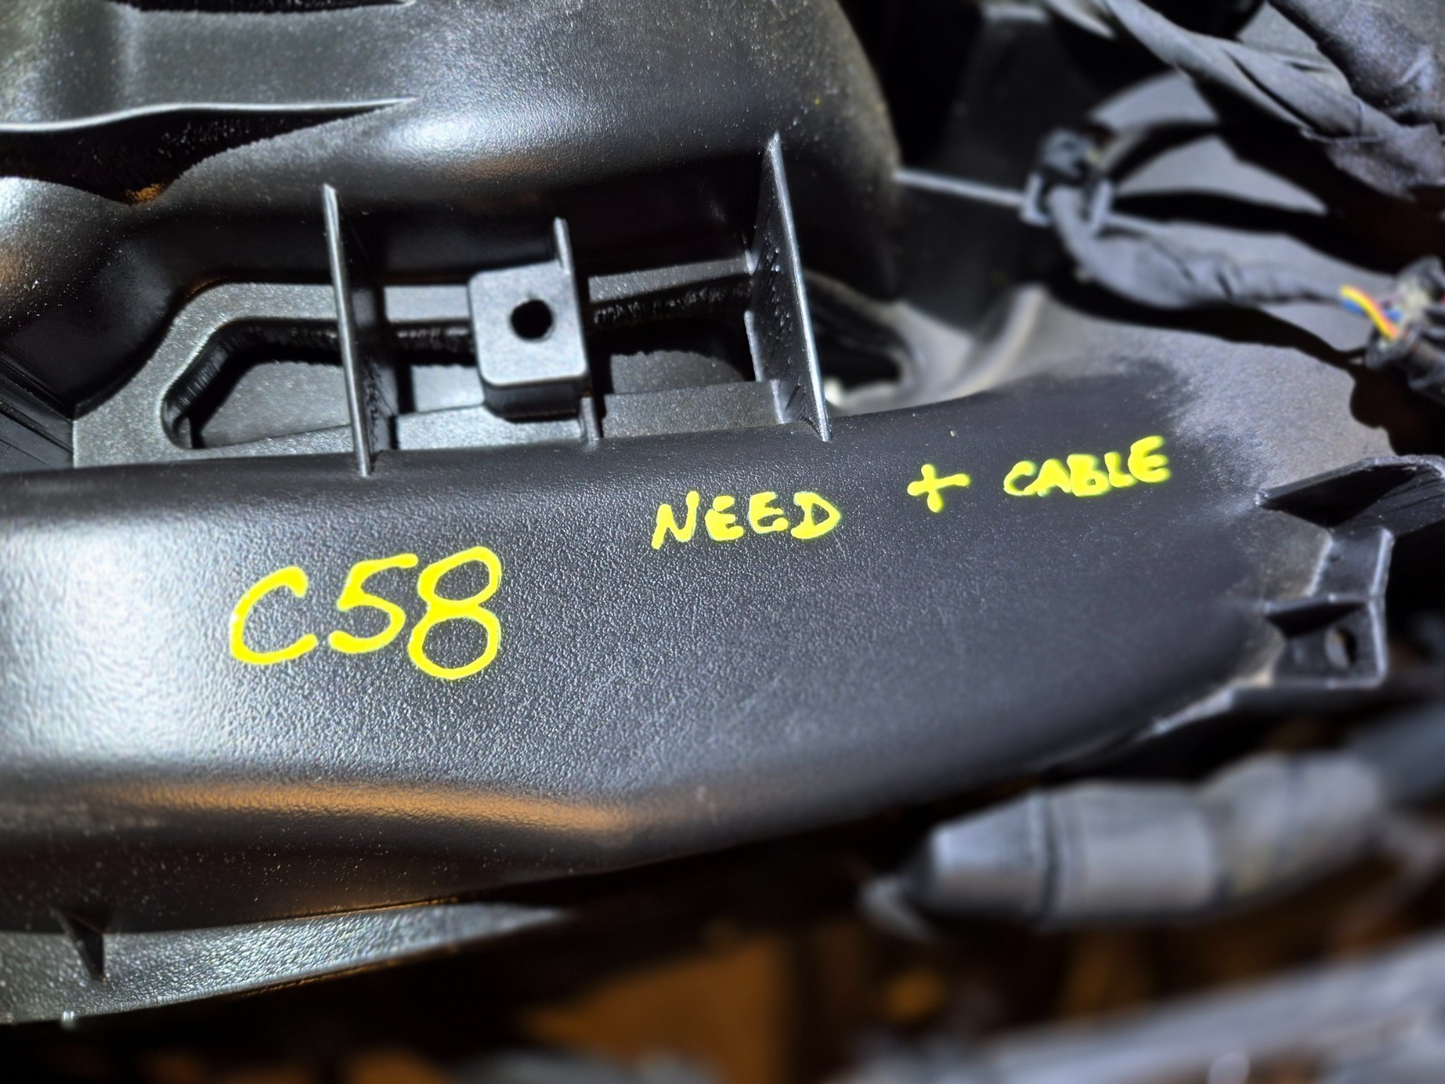 NEED + CABLE
C58